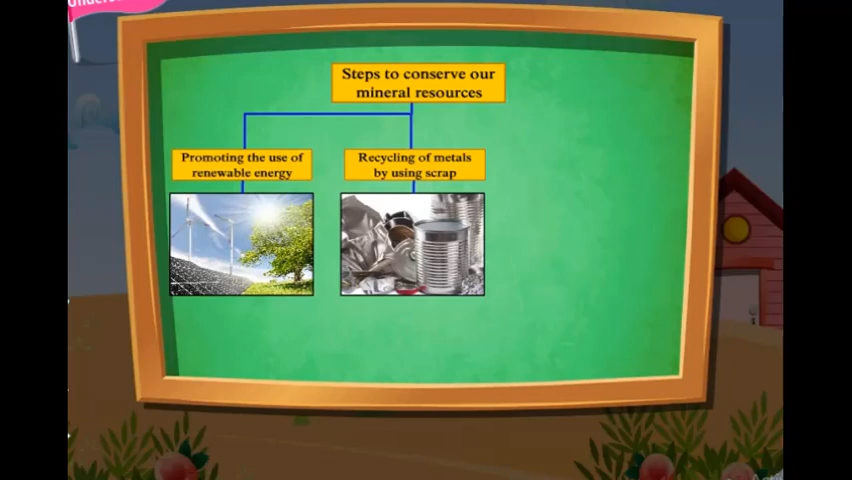 Steps to conserve our
mineral resources
Promoting the use of
renewable energy
Recycling of metals
by using scrap